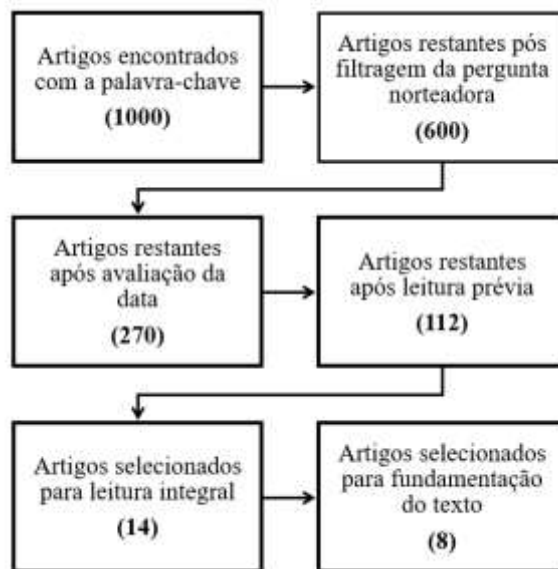 Artigos encontrados
com a palavra-chave
(1000)
Artigos restantes pós
filtragem da pergunta
norteadora
(600)
Artigos restantes
após avaliação da
data
(270)
Artigos restantes
após leitura prévia
(112)
Artigos selecionados
para leitura integral
(14)
Artigos selecionados
para fundamentação
do texto
(8)